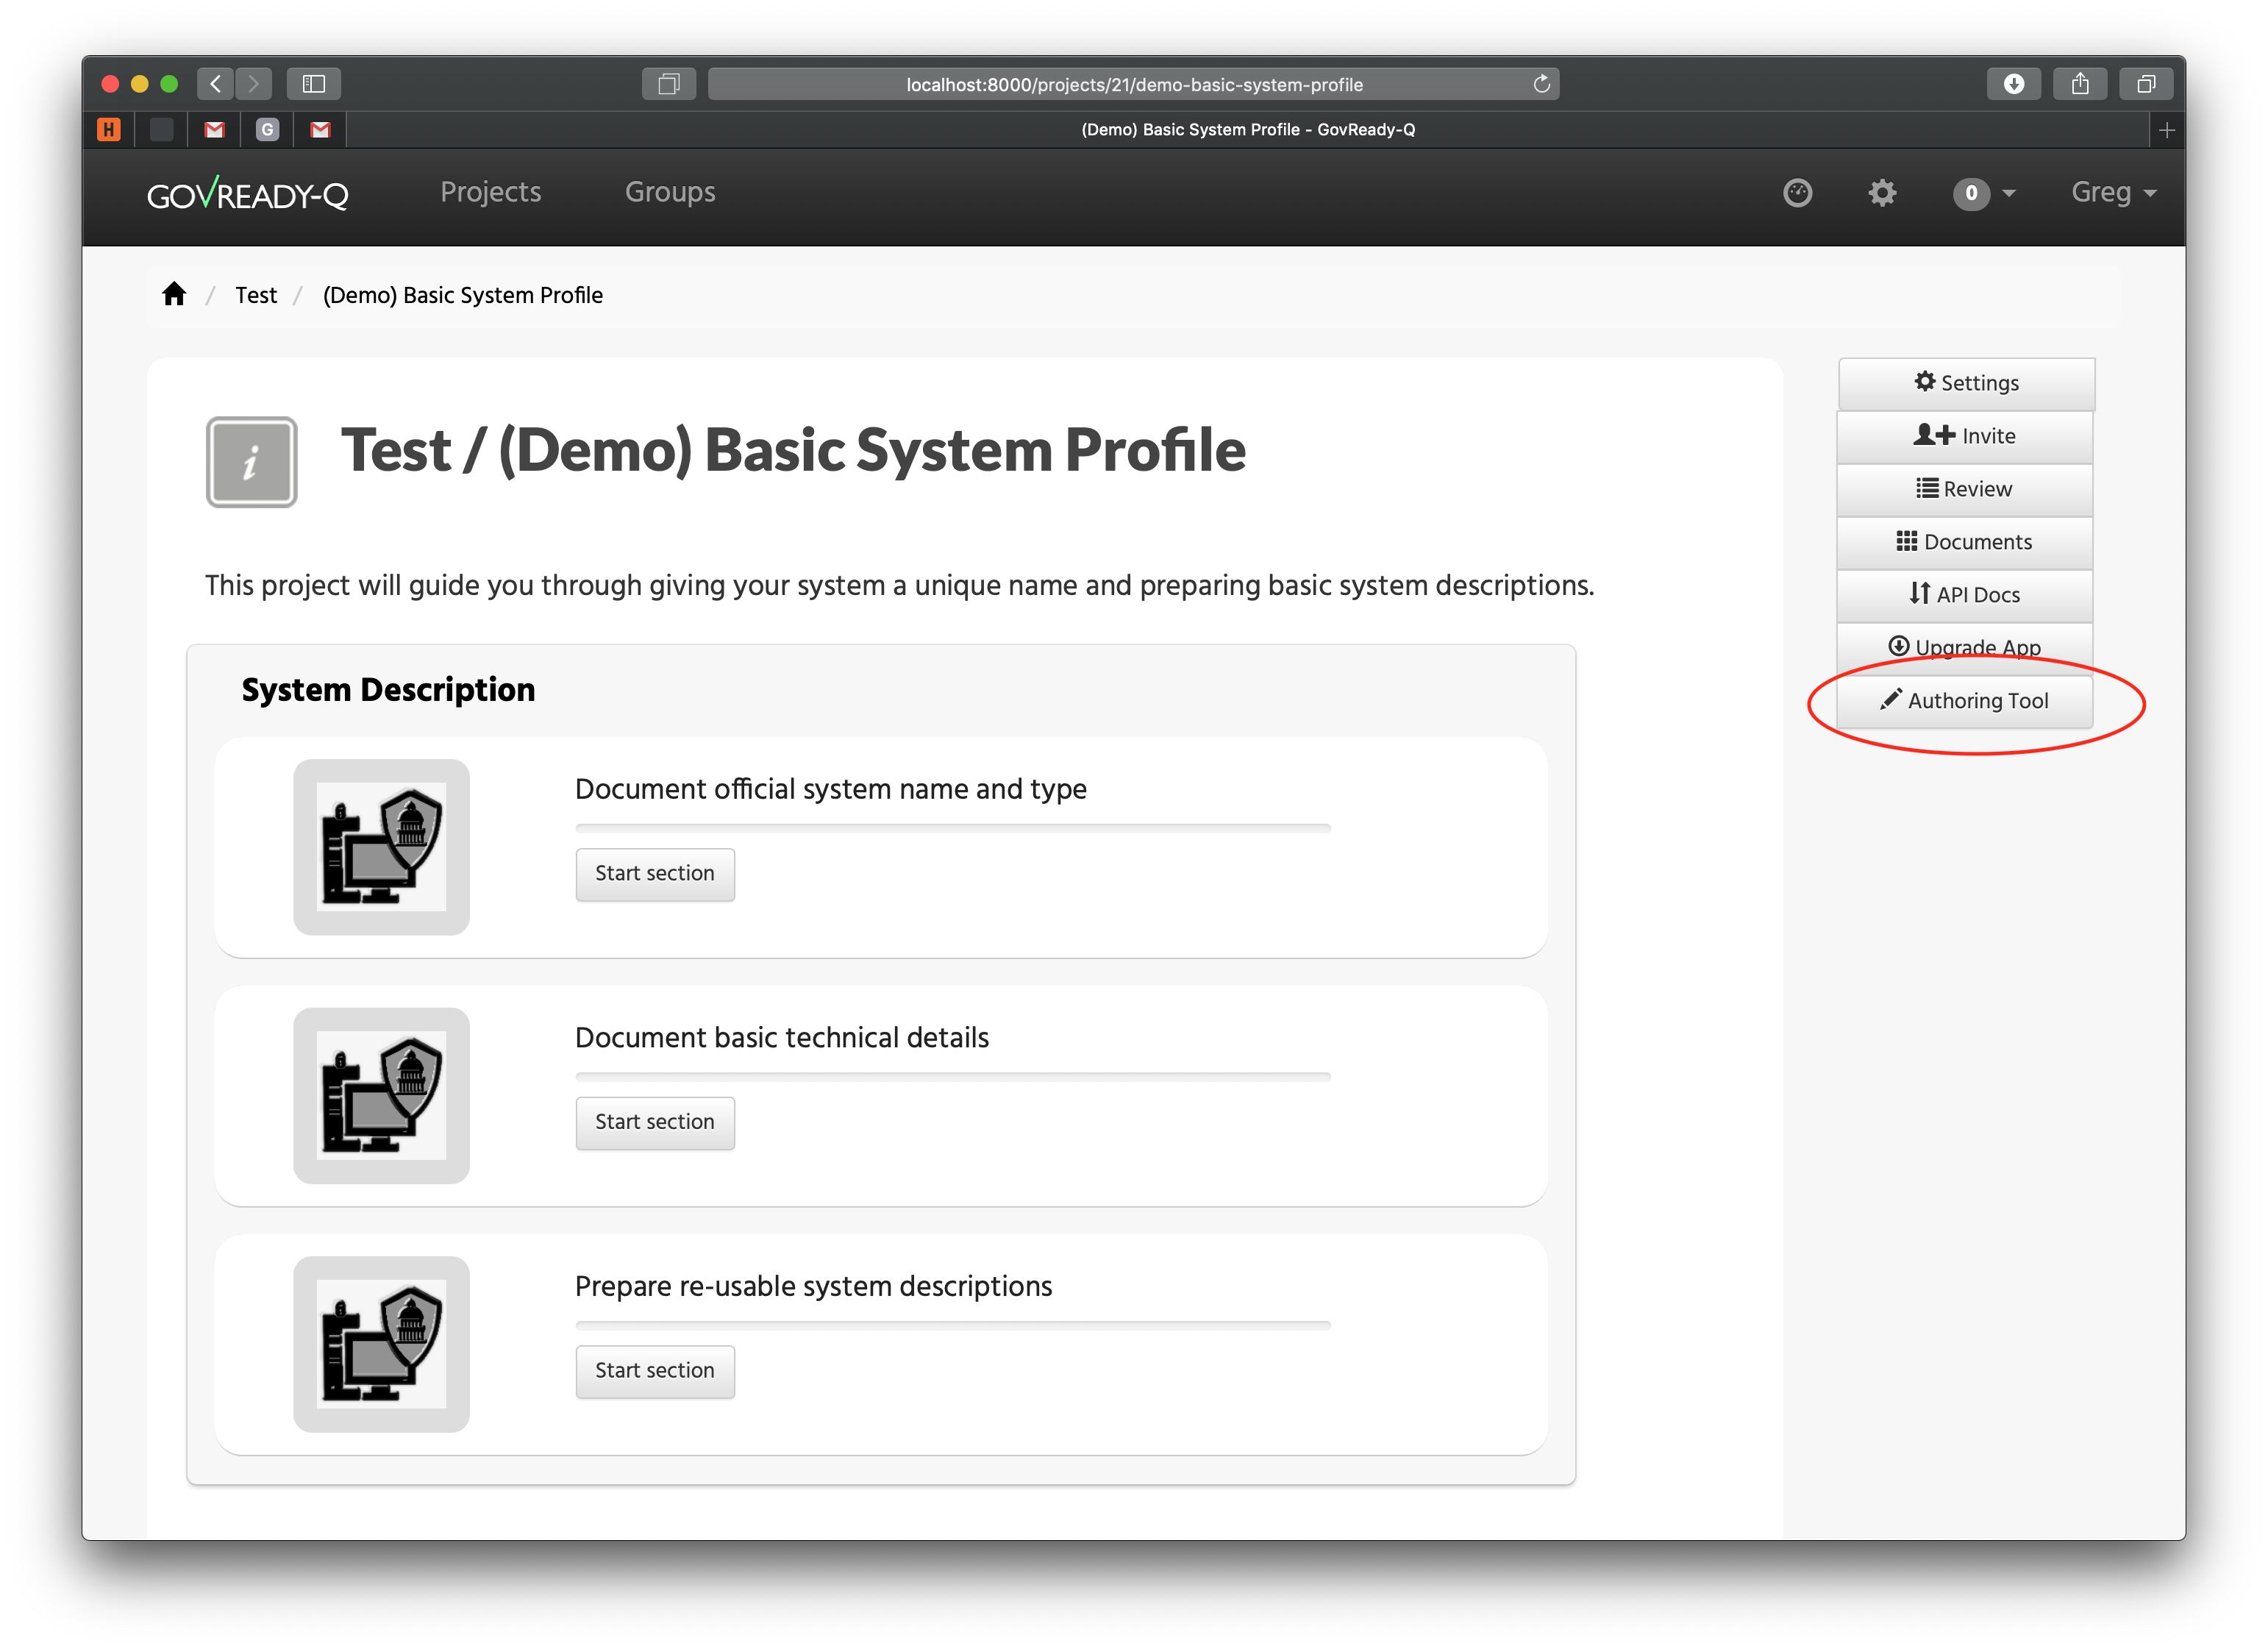 localhost:8000/projects/21/demo-basic-system-profile
H
G
(Demo) Basic System Profile - GovReady-Q
GOVREADY-Q
Projects
Groups
0
Greg
/ Test / (Demo) Basic System Profile
i
Test / (Demo) Basic System Profile
This project will guide you through giving your system a unique name and preparing basic system descriptions.
System Description
Document official system name and type
Start section
Document basic technical details
Start section
Prepare re-usable system descriptions
Start section
Settings
Invite
Review
Documents
API Docs
Upgrade App
Authoring Tool